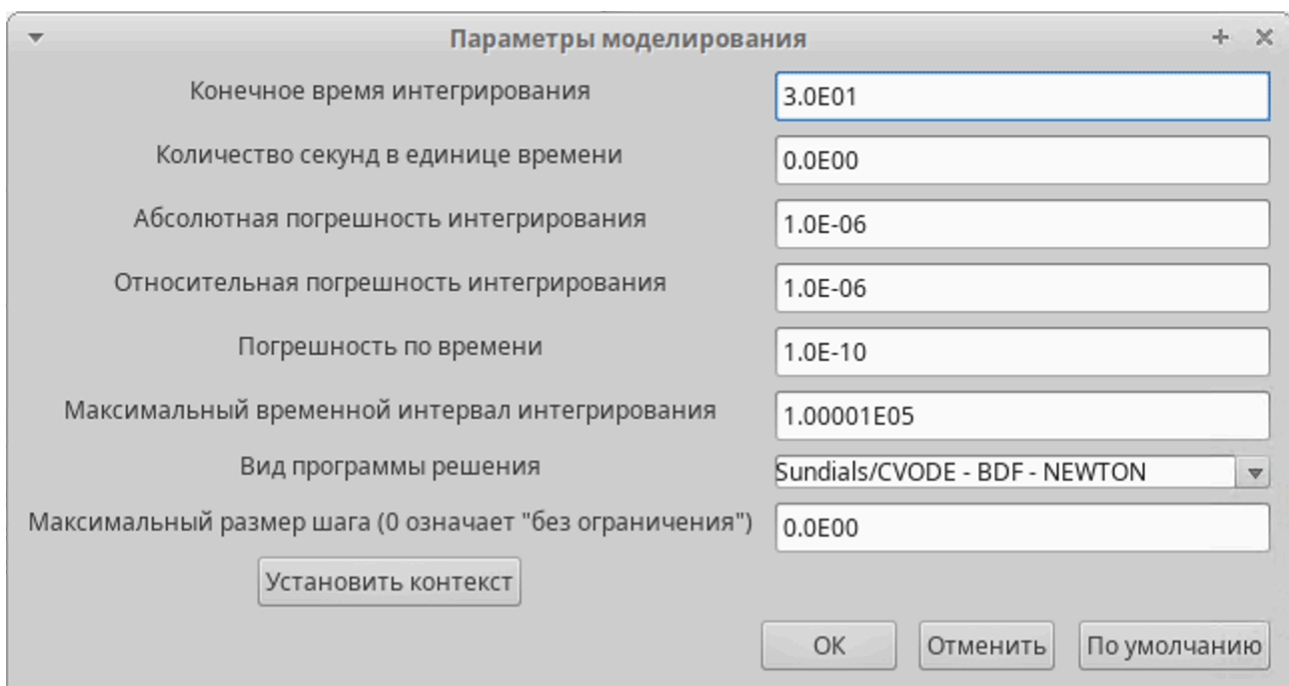 Параметры моделирования
Конечное время интегрирования 3.0E01
Количество секунд в единице времени 0.0E00
Абсолютная погрешность интегрирования 1.0E-06
Относительная погрешность интегрирования 1.0E-06
Погрешность по времени 1.0E-10
Максимальный временной интервал интегрирования 1.00001E05
Вид программы решения Sundials/CVODE - BDF - NEWTON
Максимальный размер шага (0 означает "без ограничения") 0.0E00
Установить контекст
ОК Отменить По умолчанию